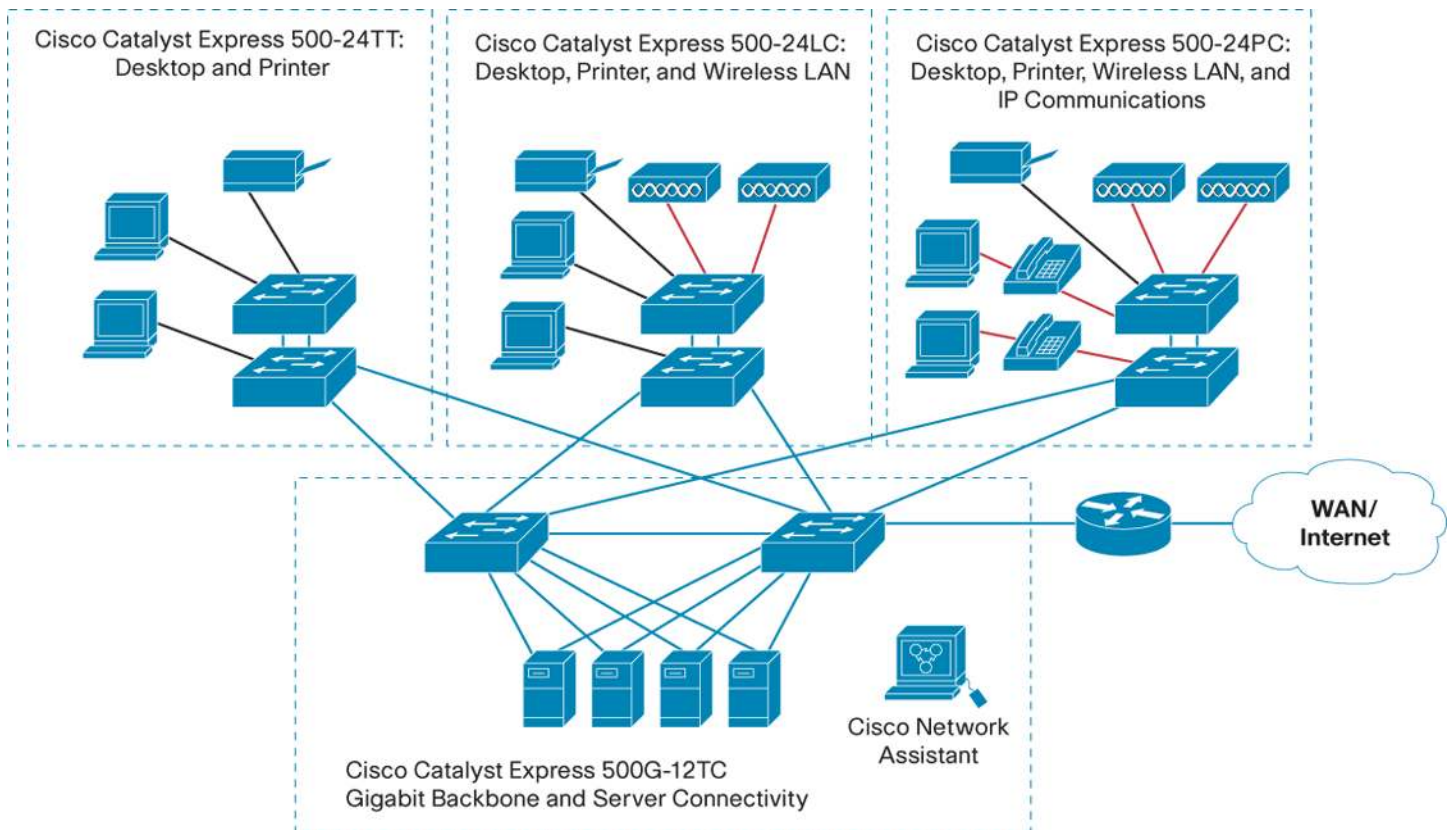 Cisco Catalyst Express 500-24TT:
Desktop and Printer
Cisco Catalyst Express 500-24LC:
Desktop, Printer, and Wireless LAN
Cisco Catalyst Express 500-24PC:
Desktop, Printer, Wireless LAN, and
IP Communications
WAN/
Internet
Cisco Network
Assistant
Cisco Catalyst Express 500G-12TC
Gigabit Backbone and Server Connectivity